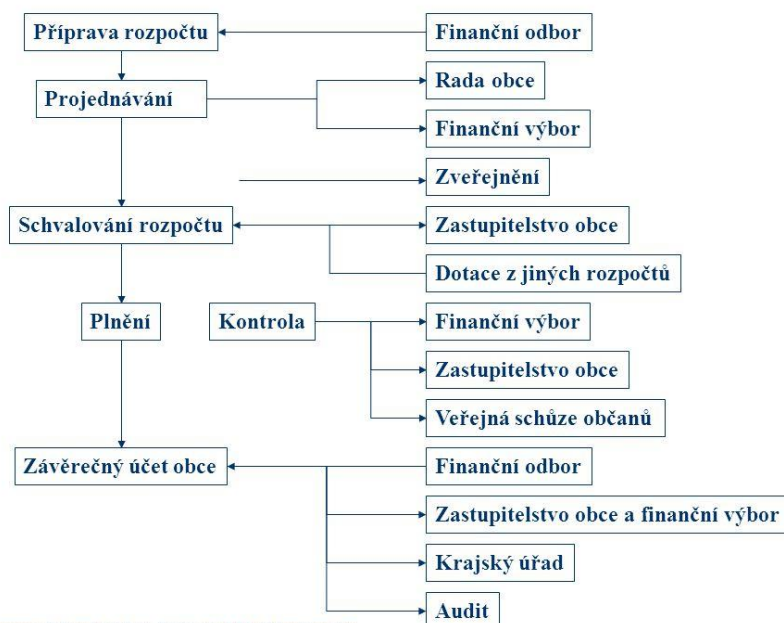 Příprava rozpočtu
Finanční odbor
Projednávání
Rada obce
Finanční výbor
Zveřejnění
Schvalování rozpočtu
Zastupitelstvo obce
Dotace z jiných rozpočtů
Plnění
Kontrola
Finanční výbor
Zastupitelstvo obce
Veřejná schůze občanů
Závěrečný účet obce
Finanční odbor
Zastupitelstvo obce a finanční výbor
Krajský úřad
Audit